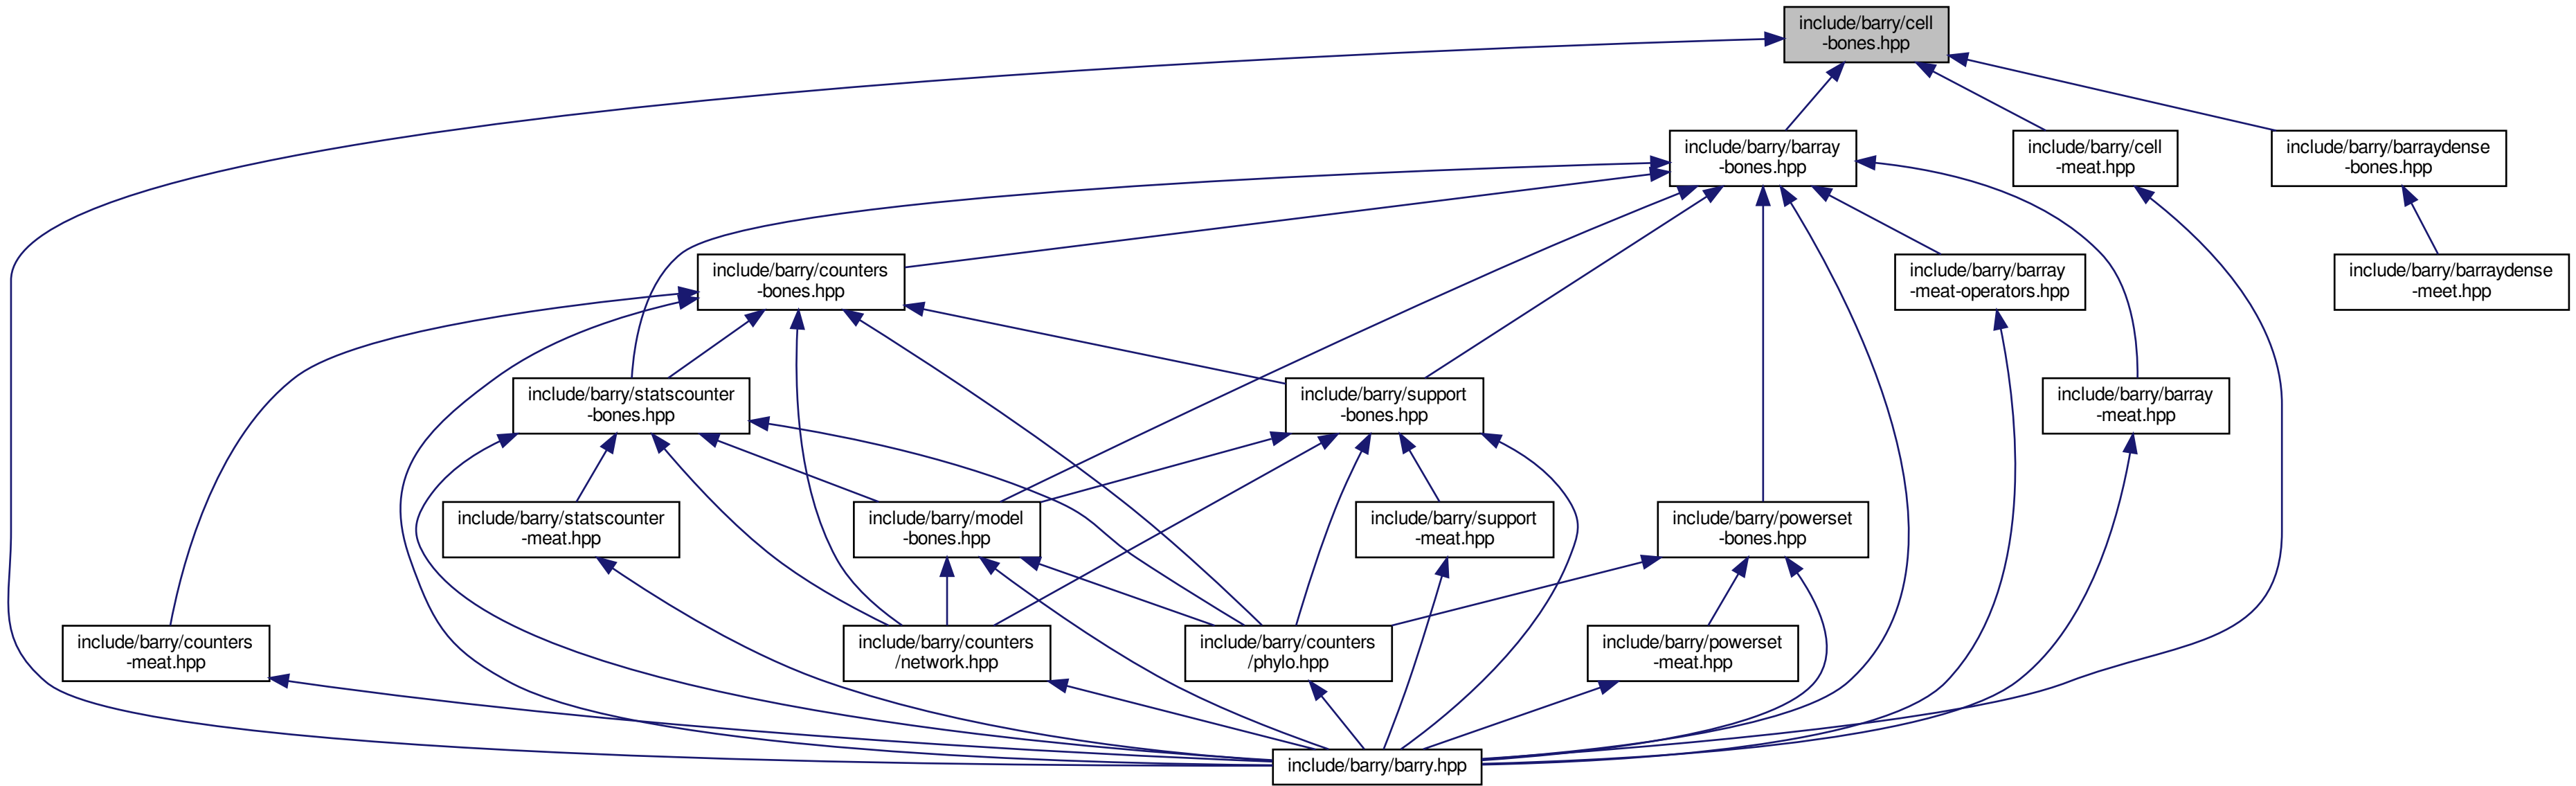 include/barry/cell
-bones.hpp
include/barry/barray
-bones.hpp
include/barry/cell
-meat.hpp
include/barry/barraydense
-bones.hpp
include/barry/counters
-bones.hpp
include/barry/barray
-meat-operators.hpp
include/barry/barraydense
-meet.hpp
include/barry/statscounter
-bones.hpp
include/barry/support
-bones.hpp
include/barry/barray
-meat.hpp
include/barry/statscounter
-meat.hpp
include/barry/model
-bones.hpp
include/barry/support
-meat.hpp
include/barry/powerset
-bones.hpp
include/barry/counters
-meat.hpp
include/barry/counters
/network.hpp
include/barry/counters
/phylo.hpp
include/barry/powerset
-meat.hpp
include/barry/barry.hpp